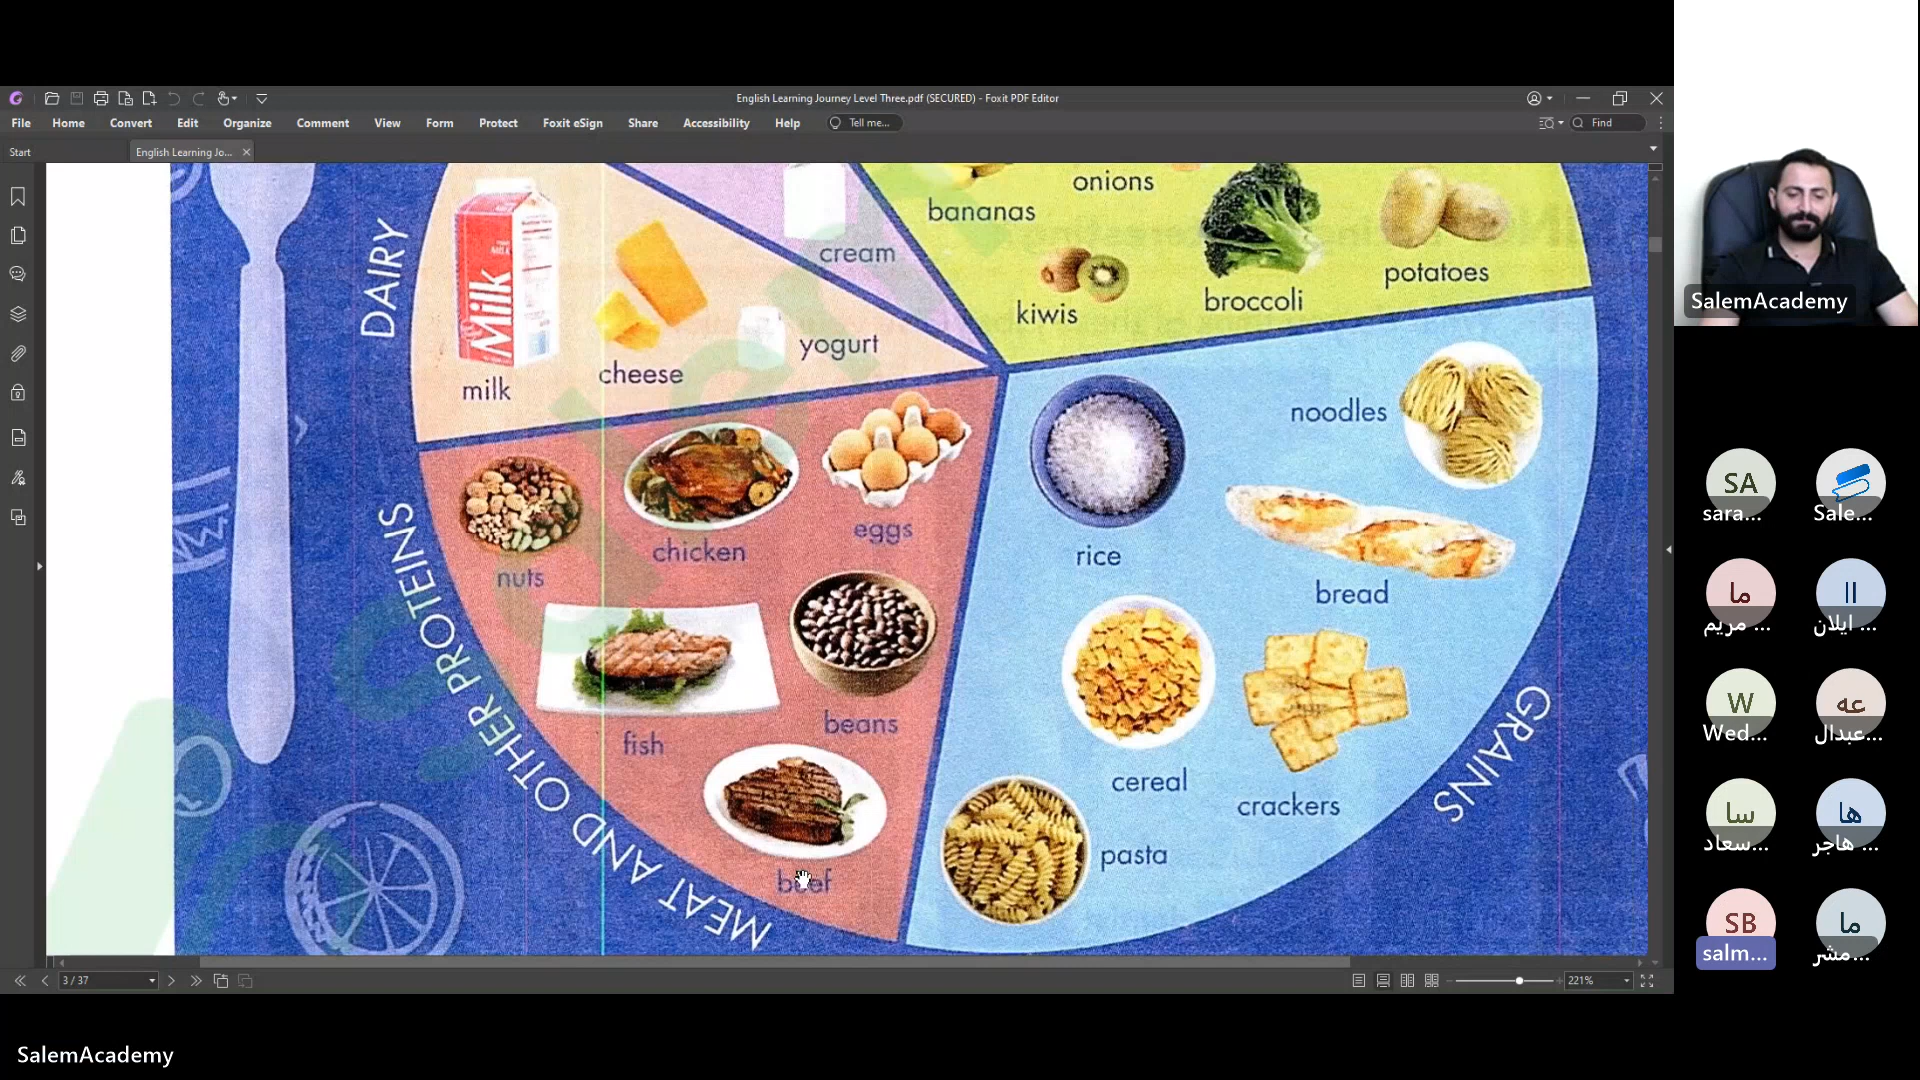 English Learning Journey Level Three.pdf (SECURED) - Foxit PDF Editor
File Home Convert Edit Organize Comment View Form Protect Foxit eSign Share Accessibility Help Tell me... Find
Start English Learning Jo...
DAIRY
Milk
milk
cheese
yogurt
cream
bananas
onions
kiwis
broccoli
potatoes
MEAT AND OTHER PROTEINS
nuts
chicken
eggs
fish
beans
beef
GRAINS
rice
noodles
bread
cereal
crackers
pasta
3 / 37
221%
SalemAcademy
SalemAcademy
SA
sara...
Sale...
ما
مريم ...
اا
ايلان ...
W
Wed...
عه
عبدال...
سا
سعاد...
ها
هاجر ...
SB
salm...
ما
مشر...